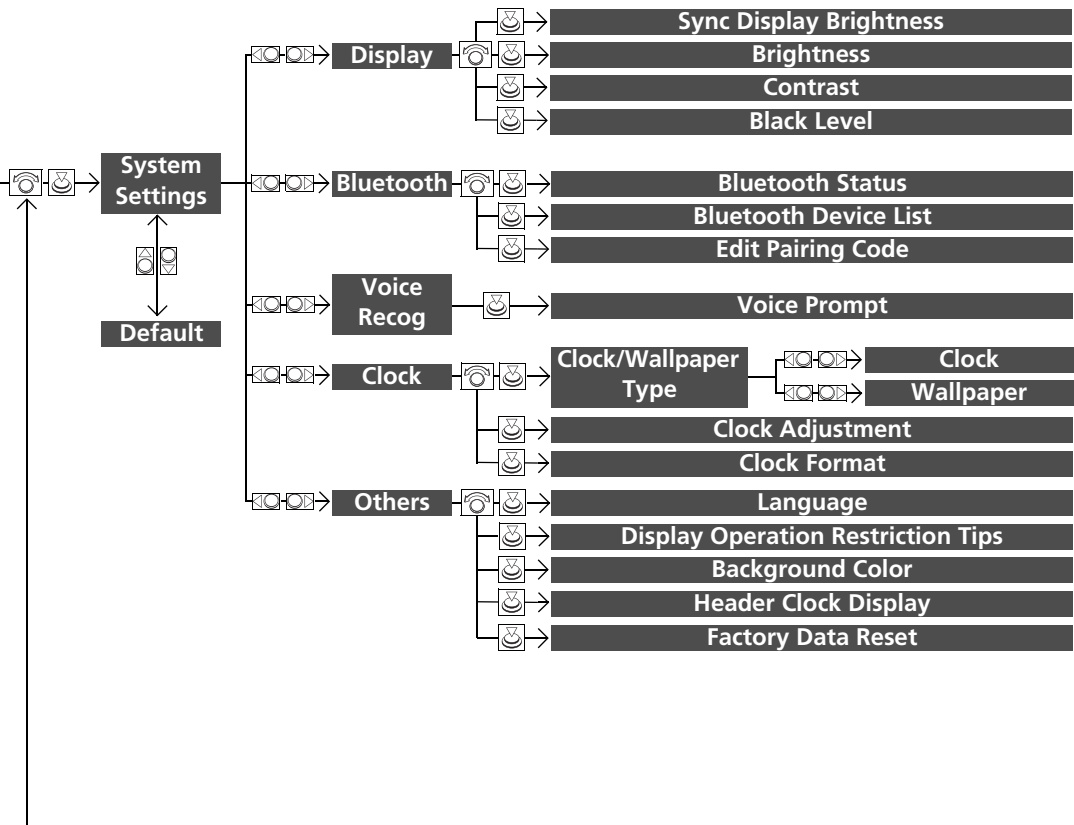 Sync Display Brightness
Display
Brightness
Contrast
Black Level
System
Settings
Bluetooth
Bluetooth Status
Bluetooth Device List
Edit Pairing Code
Default
Voice
Recog
Voice Prompt
Clock
Clock/Wallpaper
Type
Clock
Wallpaper
Clock Adjustment
Clock Format
Others
Language
Display Operation Restriction Tips
Background Color
Header Clock Display
Factory Data Reset